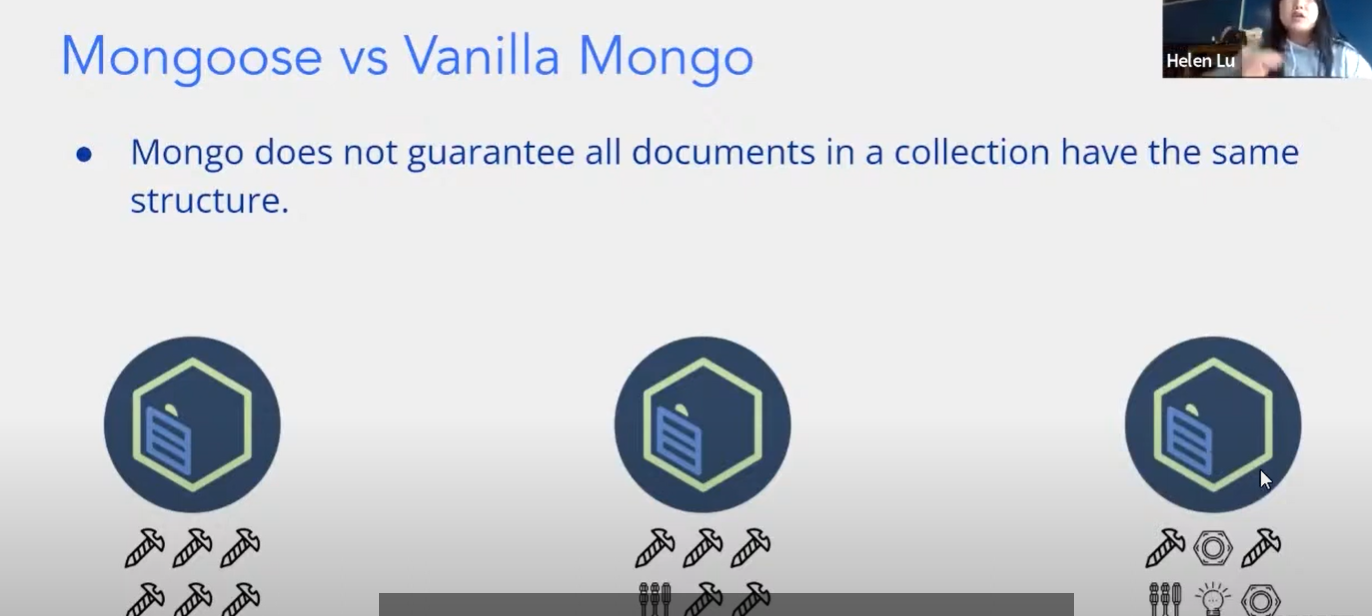 Mongoose vs Vanilla Mongo
Helen Lu
● Mongo does not guarantee all documents in a collection have the same
structure.